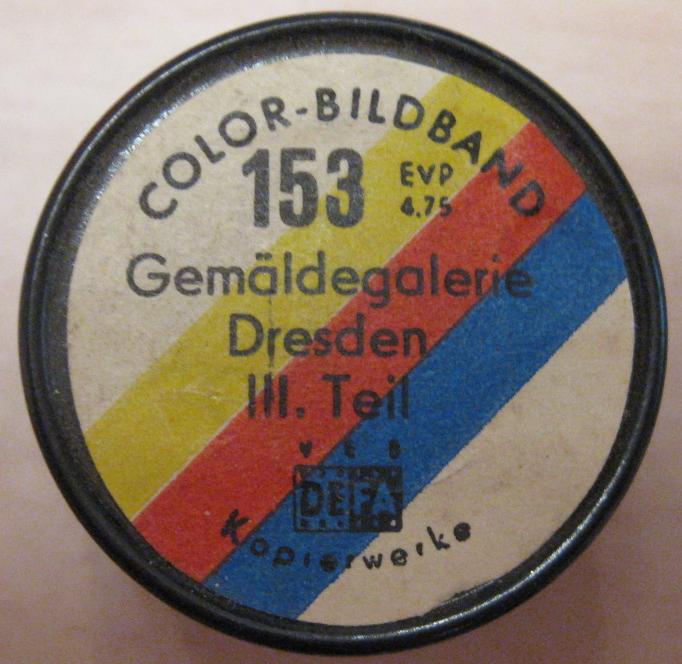 COLOR-BILDBAND
153 EVP
4.75
Gemäldegalerie
Dresden
III. Teil
VEB
DEFA
Kopierwerke